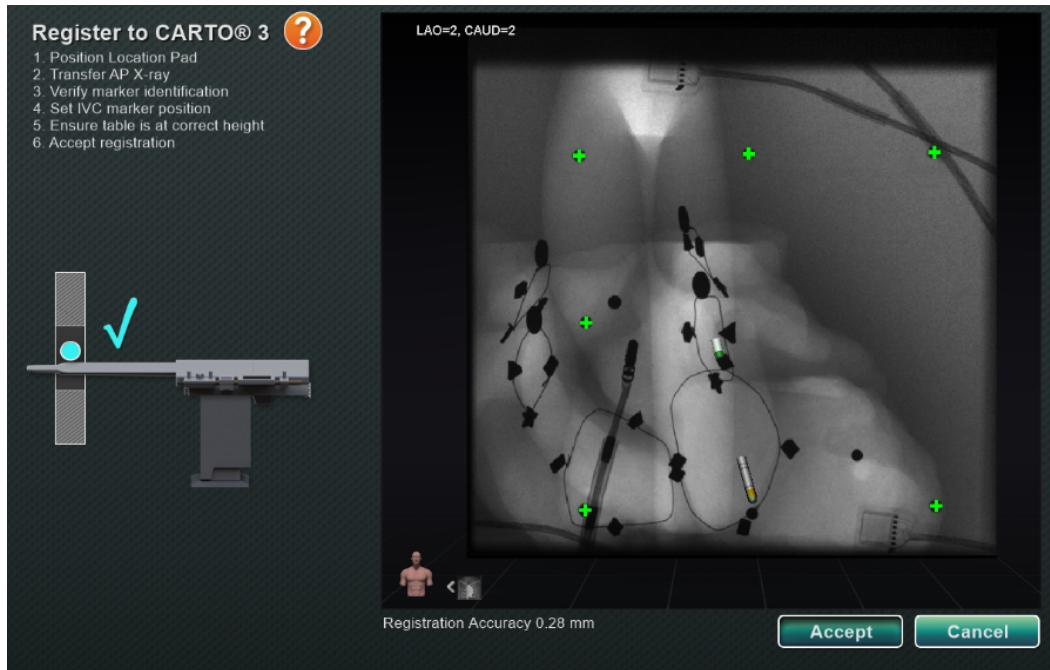 Register to CARTO® 3 ?
1. Position Location Pad
2. Transfer AP X-ray
3. Verify marker identification
4. Set IVC marker position
5. Ensure table is at correct height
6. Accept registration
LAO=2, CAUD=2
Registration Accuracy 0.28 mm
Accept
Cancel